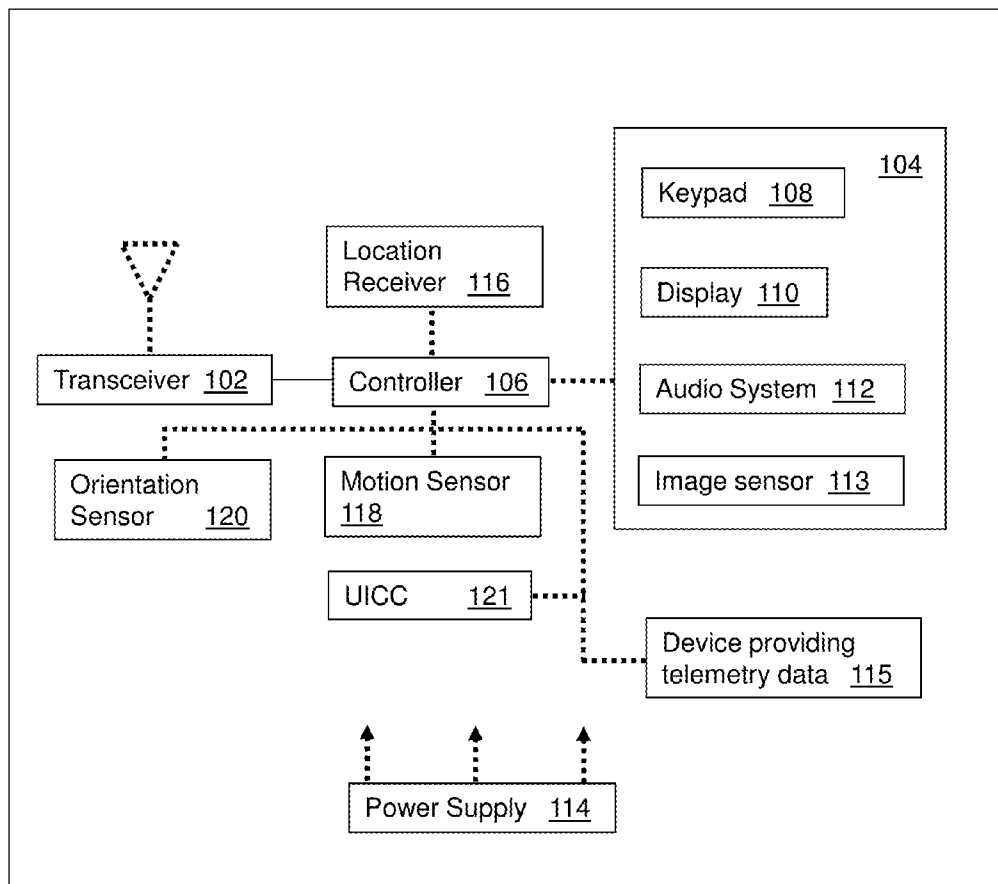 104
Keypad 108
Location
Receiver 116
Display 110
Transceiver 102
Controller 106
Audio System 112
Orientation
Sensor 120
Motion Sensor
118
Image sensor 113
UICC 121
Device providing
telemetry data 115
Power Supply 114